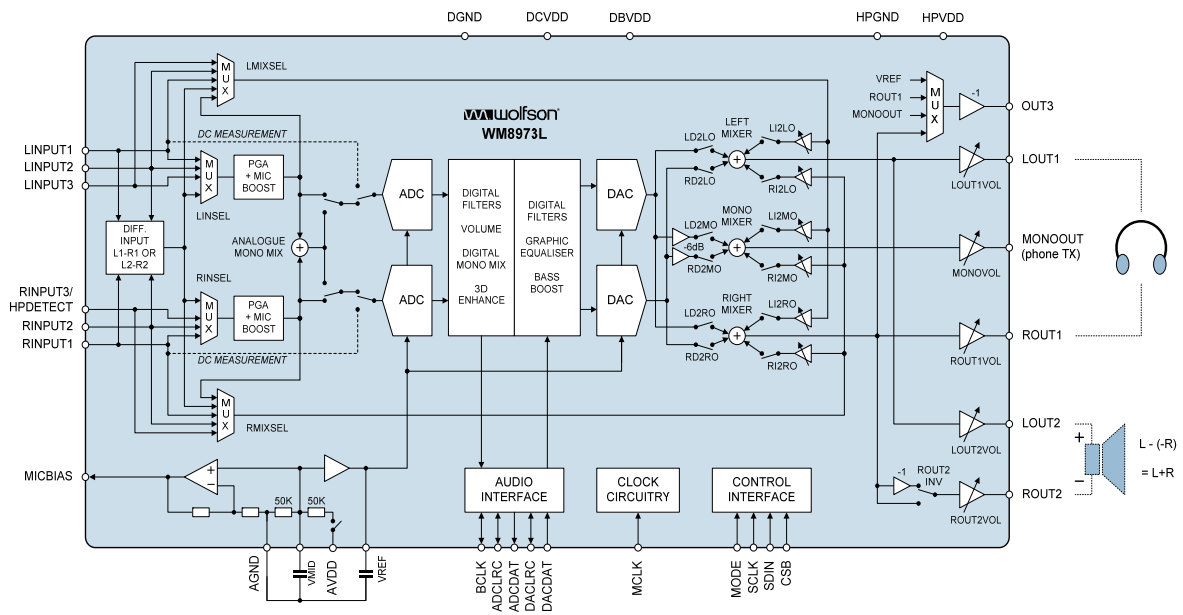 DGND
DCVDD
DBVDD
HPGND
HPVDD
MUX
LMIXSEL
wolfson
WM8973L
VREF
ROUT1
MONOOUT
MUX
-1
OUT3
DC MEASUREMENT
LINPUT1
LINPUT2
LINPUT3
MUX
LINSEL
PGA
+ MIC
BOOST
ADC
DAC
LD2LO
RD2LO
LEFT
MIXER
LI2LO
RI2LO
LOUT1VOL
LOUT1
DIFF.
INPUT
L1-R1 OR
L2-R2
ANALOGUE
MONO MIX
DIGITAL
FILTERS
VOLUME
DIGITAL
MONO MIX
3D
ENHANCE
DIGITAL
FILTERS
GRAPHIC
EQUALISER
BASS
BOOST
LD2MO
-6dB
RD2MO
MONO
MIXER
LI2MO
RI2MO
MONOVOL
MONOOUT
(phone TX)
RINPUT3/
HPDETECT
RINPUT2
RINPUT1
RINSEL
MUX
PGA
+ MIC
BOOST
DC MEASUREMENT
ADC
DAC
LD2RO
RD2RO
RIGHT
MIXER
LI2RO
RI2RO
ROUT1VOL
ROUT1
MUX
RMIXSEL
LOUT2VOL
LOUT2
+
−
L - (-R)
= L+R
MICBIAS
+
−
50K
50K
AUDIO
INTERFACE
CLOCK
CIRCUITRY
CONTROL
INTERFACE
-1
ROUT2
INV
ROUT2VOL
ROUT2
AGND
VMID
AVDD
VREF
BCLK
ADCLRC
ADCDAT
DACLRC
DACDAT
MCLK
MODE
SCLK
SDIN
CSB